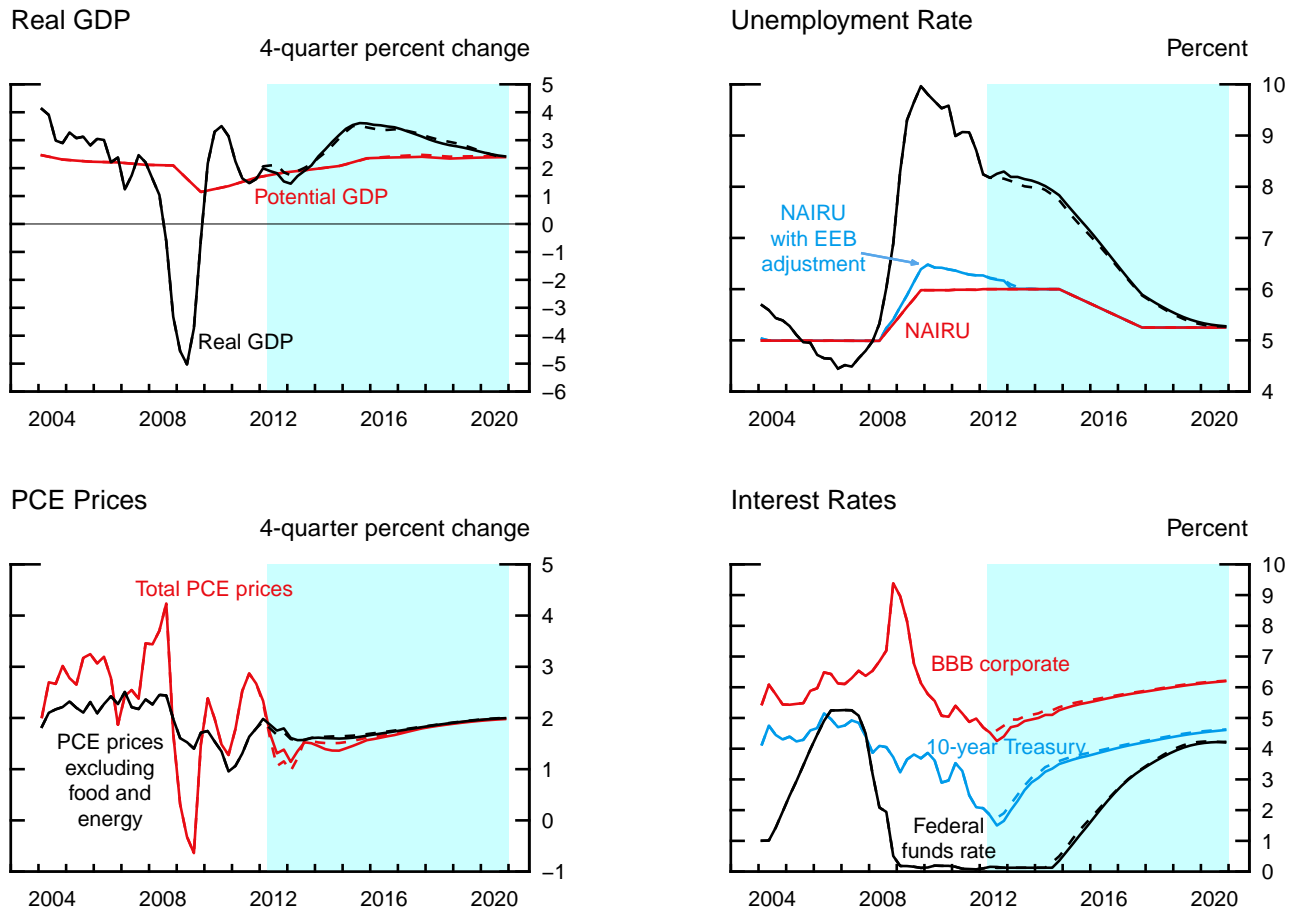 Real GDP
4-quarter percent change
5
4
3
2
1
0
−1
−2
−3
−4
−5
−6
Potential GDP
Real GDP
2004 2008 2012 2016 2020
Unemployment Rate
Percent
10
9
8
7
6
5
4
NAIRU
with EEB
adjustment
NAIRU
2004 2008 2012 2016 2020
PCE Prices
4-quarter percent change
5
4
3
2
1
0
−1
Total PCE prices
PCE prices
excluding
food and
energy
2004 2008 2012 2016 2020
Interest Rates
Percent
10
9
8
7
6
5
4
3
2
1
0
BBB corporate
10-year Treasury
Federal
funds rate
2004 2008 2012 2016 2020